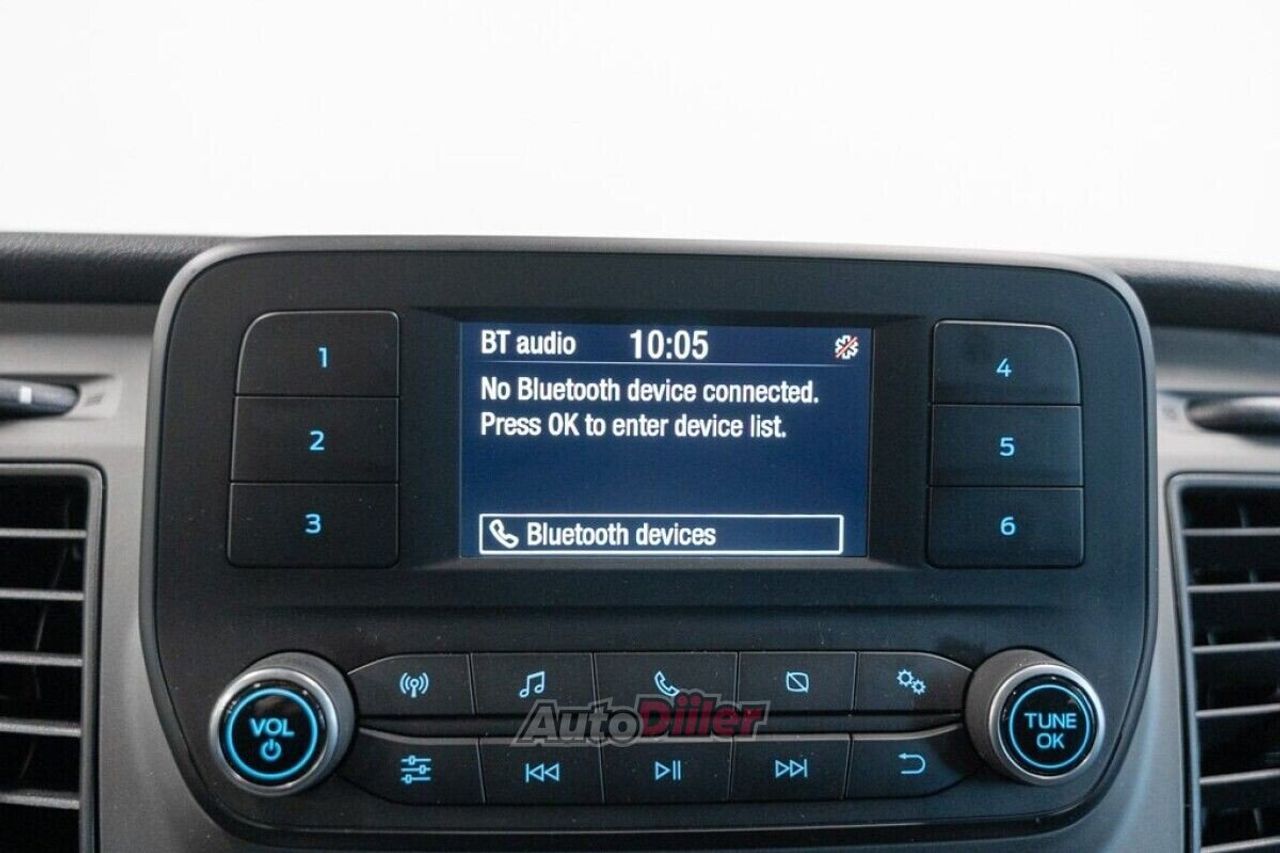 BT audio 10:05
No Bluetooth device connected.
Press OK to enter device list.
Bluetooth devices
1
2
3
4
5
6
VOL
TUNE
OK
AutoDiiler